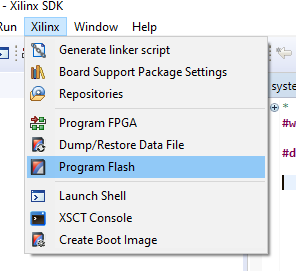 - Xilinx SDK
Run Xilinx Window Help
Generate linker script
Board Support Package Settings
Repositories
Program FPGA
Dump/Restore Data File
Program Flash
Launch Shell
XSCT Console
Create Boot Image
syste
*
#w
#d